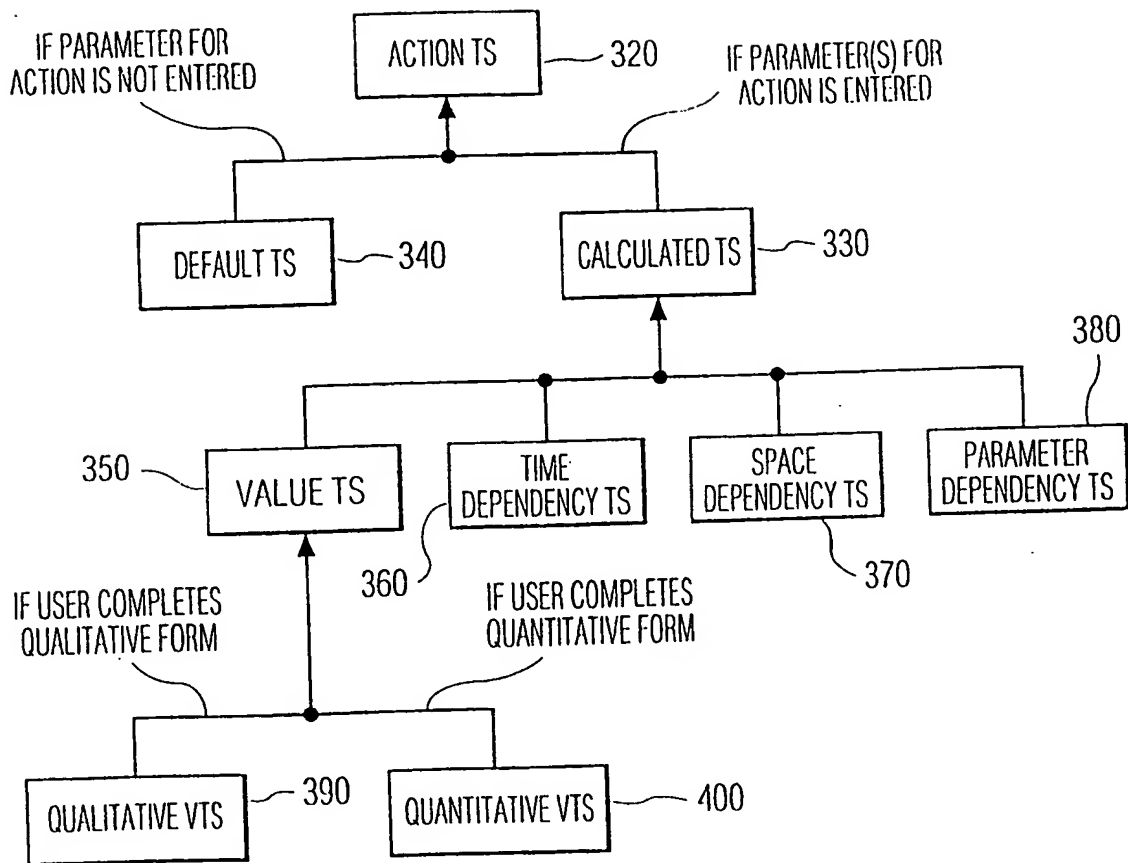 IF PARAMETER FOR
ACTION IS NOT ENTERED
ACTION TS
320
IF PARAMETER(S) FOR
ACTION IS ENTERED
DEFAULT TS
340
CALCULATED TS
330
380
350
VALUE TS
TIME
DEPENDENCY TS
360
SPACE
DEPENDENCY TS
370
PARAMETER
DEPENDENCY TS
IF USER COMPLETES
QUALITATIVE FORM
IF USER COMPLETES
QUANTITATIVE FORM
QUALITATIVE VTS
390
QUANTITATIVE VTS
400